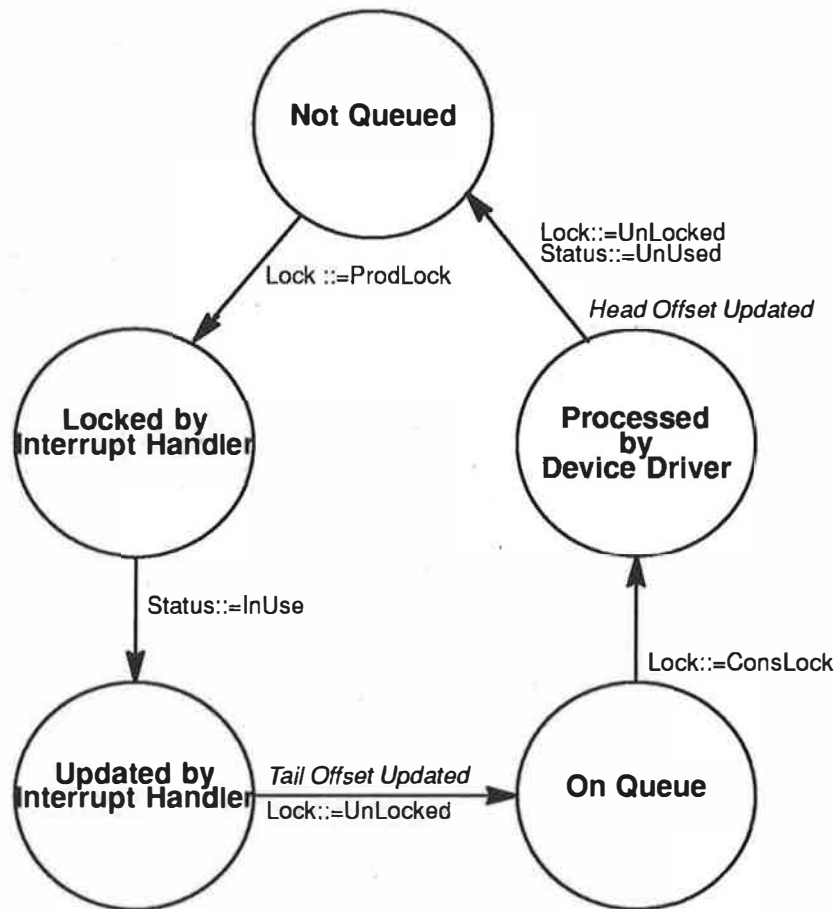 Not Queued
Lock::=UnLocked
Status::=UnUsed
Lock ::=ProdLock
Head Offset Updated
Locked by
Interrupt Handler
Processed
by
Device Driver
Status::=InUse
Lock::=ConsLock
Updated by
Interrupt Handler
Tail Offset Updated
Lock::=UnLocked
On Queue